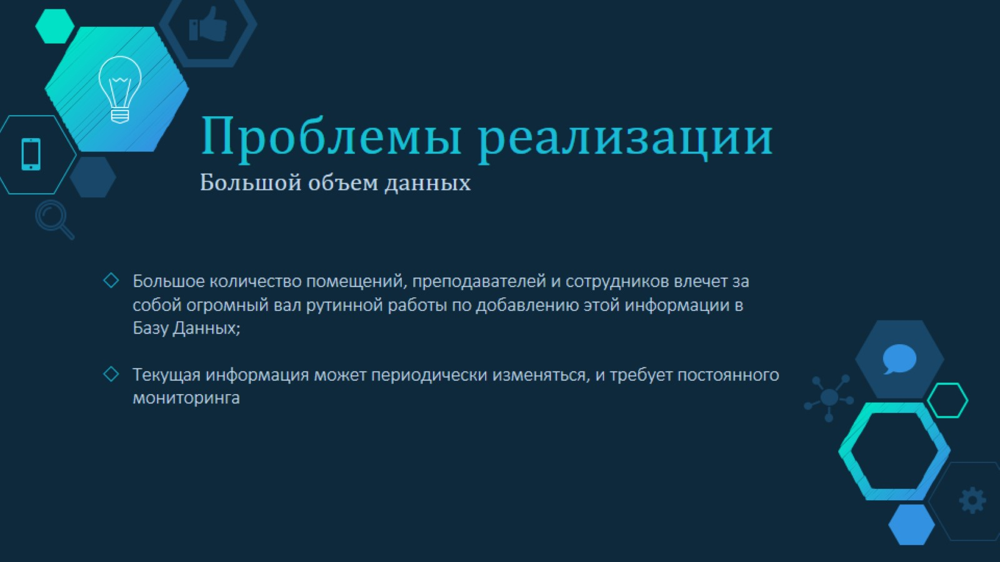 Проблемы реализации
Большой объем данных
Большое количество помещений, преподавателей и сотрудников влечет за
собой огромный вал рутинной работы по добавлению этой информации в
Базу Данных;
Текущая информация может периодически изменяться, и требует постоянного
мониторинга